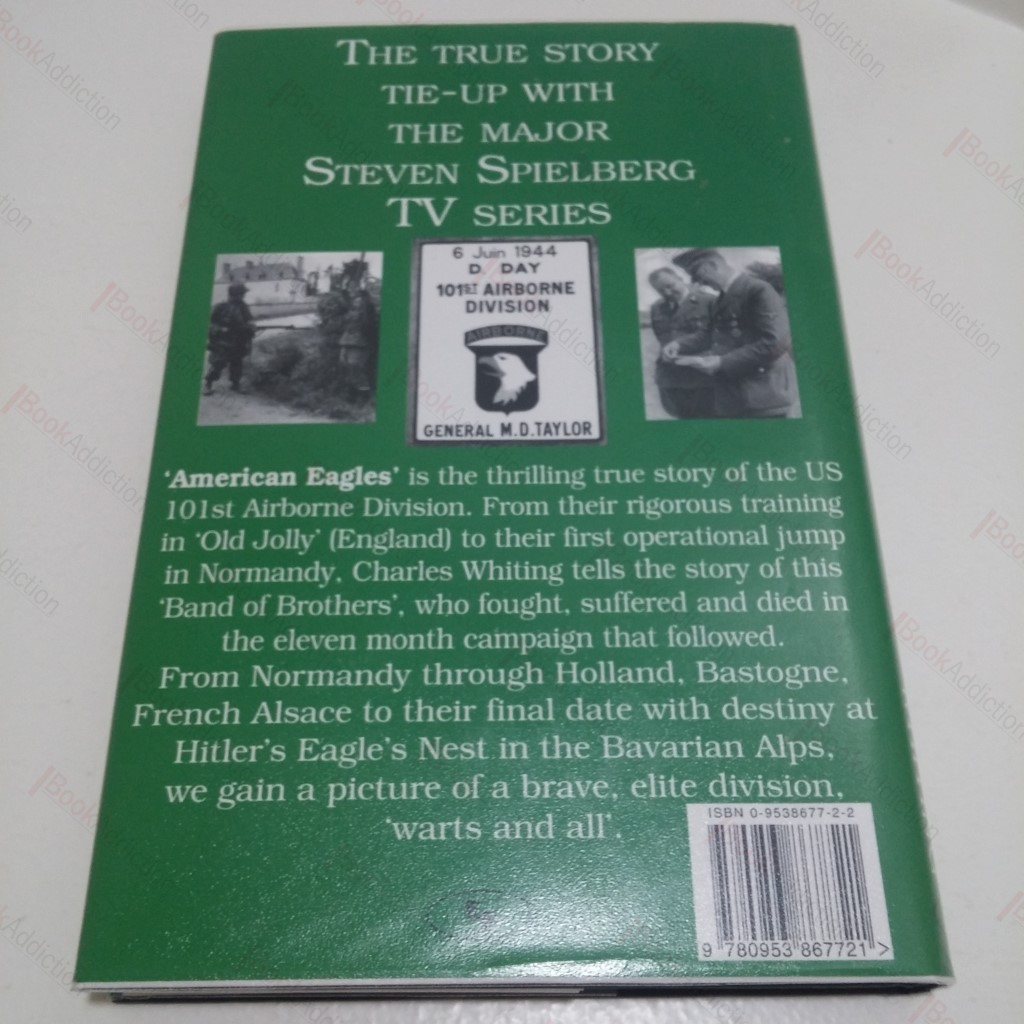 THE TRUE STORY
TIE-UP WITH
THE MAJOR
STEVEN SPIELBERG
TV SERIES
6 Juin 1944
D. DAY
101ST AIRBORNE
DIVISION
AIRBORNE
GENERAL M.D. TAYLOR
'American Eagles' is the thrilling true story of the US
101st Airborne Division. From their rigorous training
in 'Old Jolly' (England) to their first operational jump
in Normandy, Charles Whiting tells the story of this
'Band of Brothers', who fought, suffered and died in
the eleven month campaign that followed.
From Normandy through Holland, Bastogne,
French Alsace to their final date with destiny at
Hitler's Eagle's Nest in the Bavarian Alps,
we gain a picture of a brave, elite division,
'warts and all'.
ISBN 0-9538677-2-2
9 780953 867721 >
BookAddiction